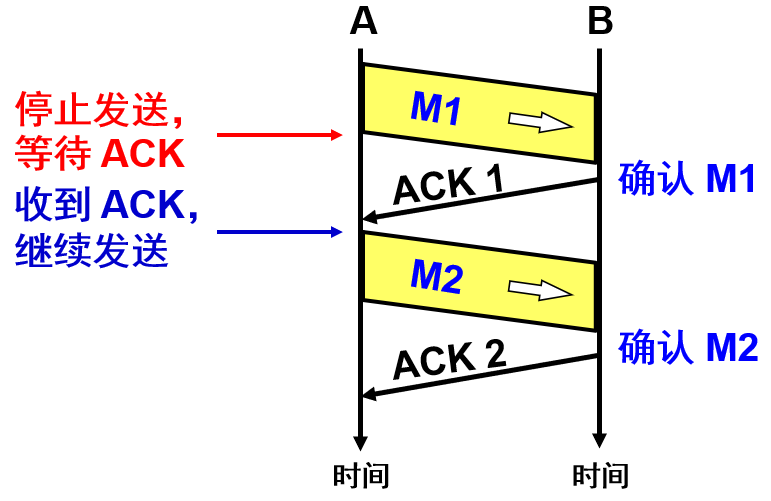 A
B
停止发送，
等待 ACK
M1
ACK 1
确认 M1
收到 ACK，
继续发送
M2
ACK 2
确认 M2
时间
时间